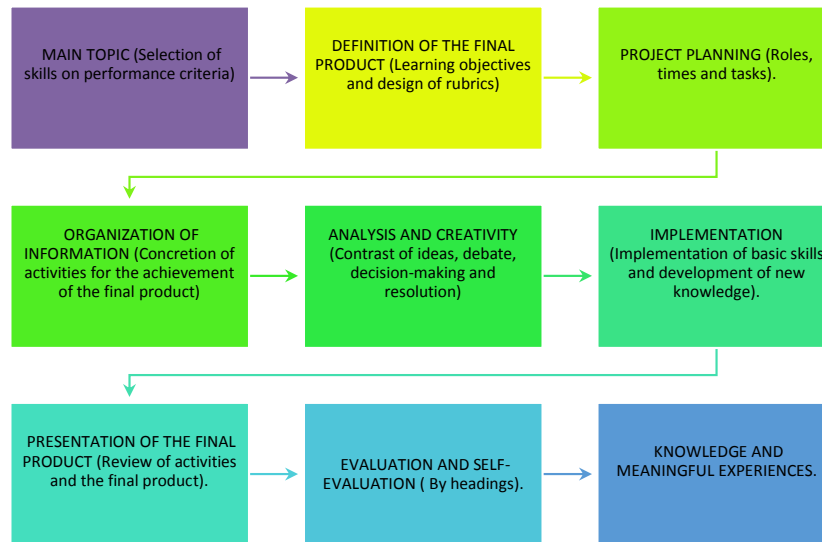 MAIN TOPIC (Selection of
skills on performance criteria)
DEFINITION OF THE FINAL
PRODUCT (Learning objectives
and design of rubrics)
PROJECT PLANNING (Roles,
times and tasks).
ORGANIZATION OF
INFORMATION (Concretion of
activities for the achievement
of the final product)
ANALYSIS AND CREATIVITY
(Contrast of ideas, debate,
decision-making and
resolution)
IMPLEMENTATION
(Implementation of basic skills
and development of new
knowledge).
PRESENTATION OF THE FINAL
PRODUCT (Review of activities
and the final product).
EVALUATION AND SELF-
EVALUATION ( By headings).
KNOWLEDGE AND
MEANINGFUL EXPERIENCES.